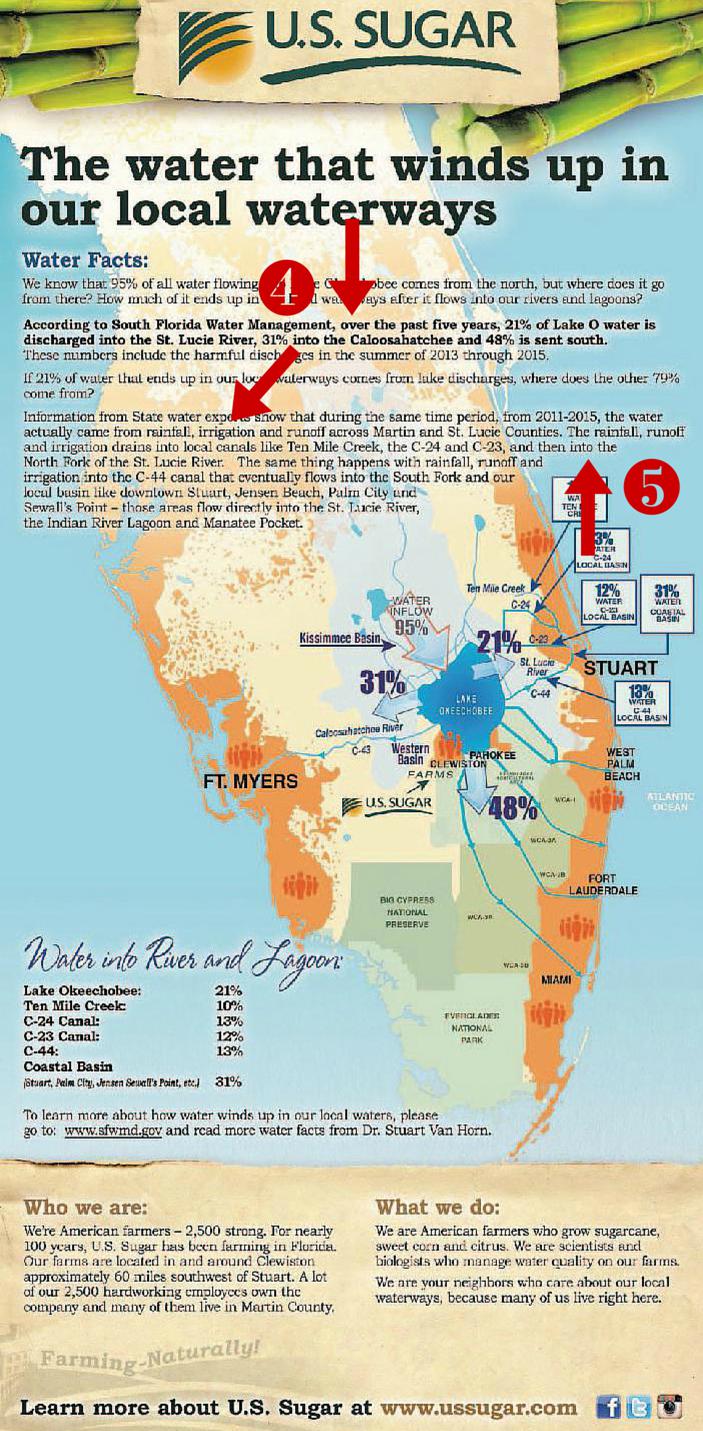 U.S. SUGAR
The water that winds up in
our local waterways
Water Facts:
We know that 95% of all water flowing Okeechobee comes from the north, but where does it go
from there? How much of it ends up in waterways after it flows into our rivers and lagoons?
According to South Florida Water Management, over the past five years, 21% of Lake O water is
discharged into the St. Lucie River, 31% into the Caloosahatchee and 48% is sent south.
These numbers include the harmful discharges in the summer of 2013 through 2015.
If 21% of water that ends up in our local waterways comes from lake discharges, where does the other 79%
come from?
Information from State water experts show that during the same time period, from 2011-2015, the water
actually came from rainfall, irrigation and runoff across Martin and St. Lucie Counties. The rainfall, runoff
and irrigation drains into local canals like Ten Mile Creek, the C-24 and C-23, and then into the
North Fork of the St. Lucie River. The same thing happens with rainfall, runoff and
irrigation into the C-44 canal that eventually flows into the South Fork and our
local basin like downtown Stuart, Jensen Beach, Palm City and
Sewall's Point – those areas flow directly into the St. Lucie River,
the Indian River Lagoon and Manatee Pocket.
4
5
WATER
TEN MILE
CREEK
3%
WATER
C-24
LOCAL BASIN
12%
WATER
C-23
LOCAL BASIN
31%
WATER
COASTAL
BASIN
13%
WATER
C-44
LOCAL BASIN
Ten Mile Creek
C-24
C-23
St. Lucie
River
C-44
WATER
INFLOW
95%
Kissimmee Basin
21%
31%
STUART
LAKE
OKEECHOBEE
Caloosahatchee River
C-43
Western
Basin
CLEWISTON
PAHOKEE
FARMS
U.S. SUGAR
48%
FT. MYERS
WEST
PALM
BEACH
ATLANTIC
OCEAN
WCA-1
WCA-2A
WCA-2B
WCA-3A
WCA-3B
FORT
LAUDERDALE
BIG CYPRESS
NATIONAL
PRESERVE
MIAMI
EVERGLADES
NATIONAL
PARK
Water into River and Lagoon:
Lake Okeechobee: 21%
Ten Mile Creek: 10%
C-24 Canal: 13%
C-23 Canal: 12%
C-44: 13%
Coastal Basin
(Stuart, Palm City, Jensen Sewall's Point, etc.) 31%
To learn more about how water winds up in our local waters, please
go to: www.sfwmd.gov and read more water facts from Dr. Stuart Van Horn.
Who we are:
We're American farmers – 2,500 strong. For nearly
100 years, U.S. Sugar has been farming in Florida.
Our farms are located in and around Clewiston
approximately 60 miles southwest of Stuart. A lot
of our 2,500 hardworking employees own the
company and many of them live in Martin County.
What we do:
We are American farmers who grow sugarcane,
sweet corn and citrus. We are scientists and
biologists who manage water quality on our farms.
We are your neighbors who care about our local
waterways, because many of us live right here.
Farming-Naturally!
Learn more about U.S. Sugar at www.ussugar.com